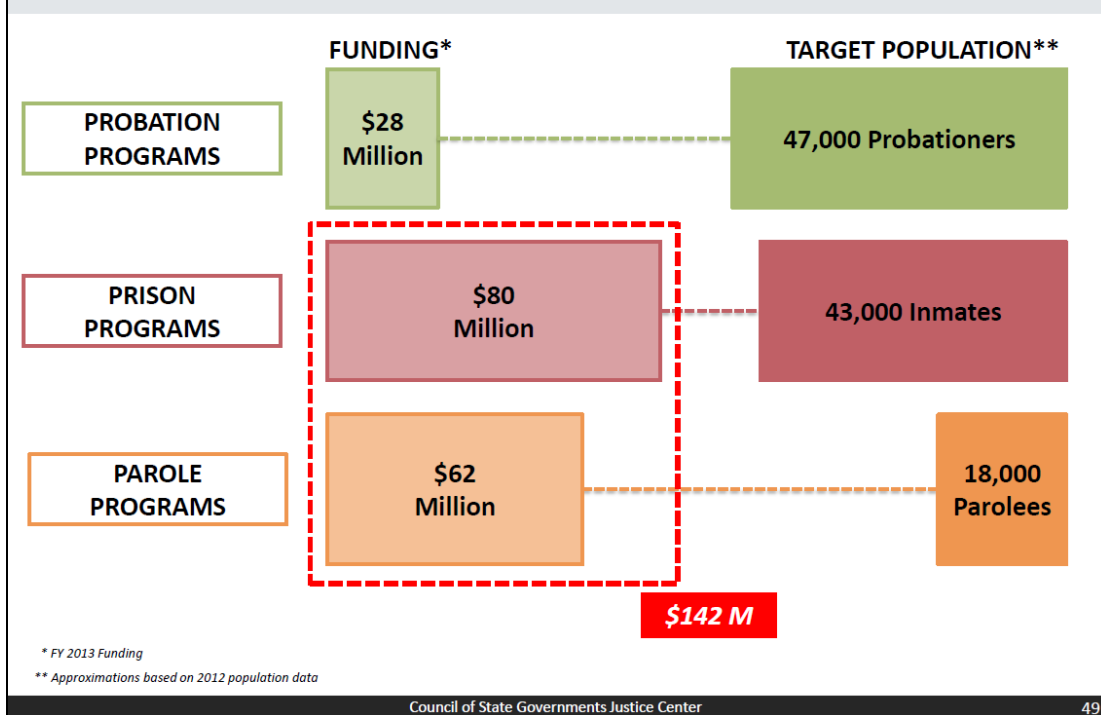 FUNDING*
TARGET POPULATION**
PROBATION
PROGRAMS
$28
Million
47,000 Probationers
PRISON
PROGRAMS
$80
Million
43,000 Inmates
PAROLE
PROGRAMS
$62
Million
18,000
Parolees
$142 M
* FY 2013 Funding
** Approximations based on 2012 population data
Council of State Governments Justice Center
49